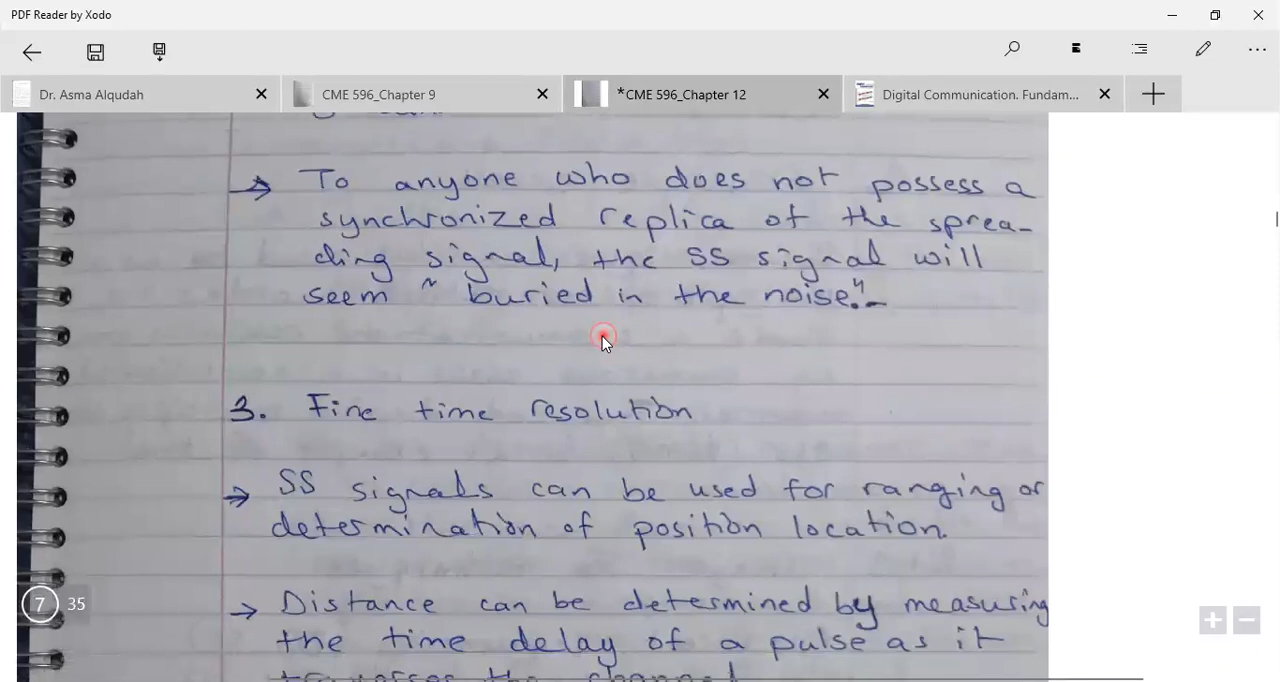 PDF Reader by Xodo
Dr. Asma Alqudah
CME 596_Chapter 9
*CME 596_Chapter 12
Digital Communication. Fundam...
→ To anyone who does not possess a
synchronized replica of the sprea-
ding signal, the SS signal will
seem " buried in the noise".
3. Fine time resolution
→ SS signals can be used for ranging or
determination of position location.
→ Distance can be determined by measuring
the time delay of a pulse as it
traverses the channel
7 35